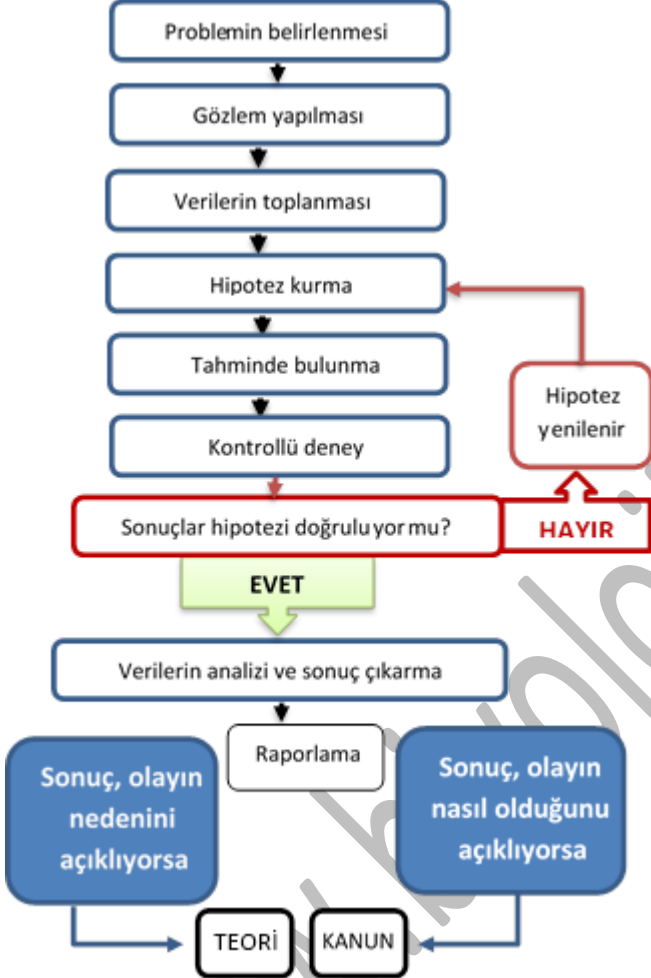 Problemin belirlenmesi
Gözlem yapılması
Verilerin toplanması
Hipotez kurma
Tahminde bulunma
Kontrollü deney
Hipotez
yenilenir
Sonuçlar hipotezi doğruluyor mu?
HAYIR
EVET
Verilerin analizi ve sonuç çıkarma
Raporlama
Sonuç, olayın
nedenini
açıklıyorsa
Sonuç, olayın
nasıl olduğunu
açıklıyorsa
TEORİ
KANUN